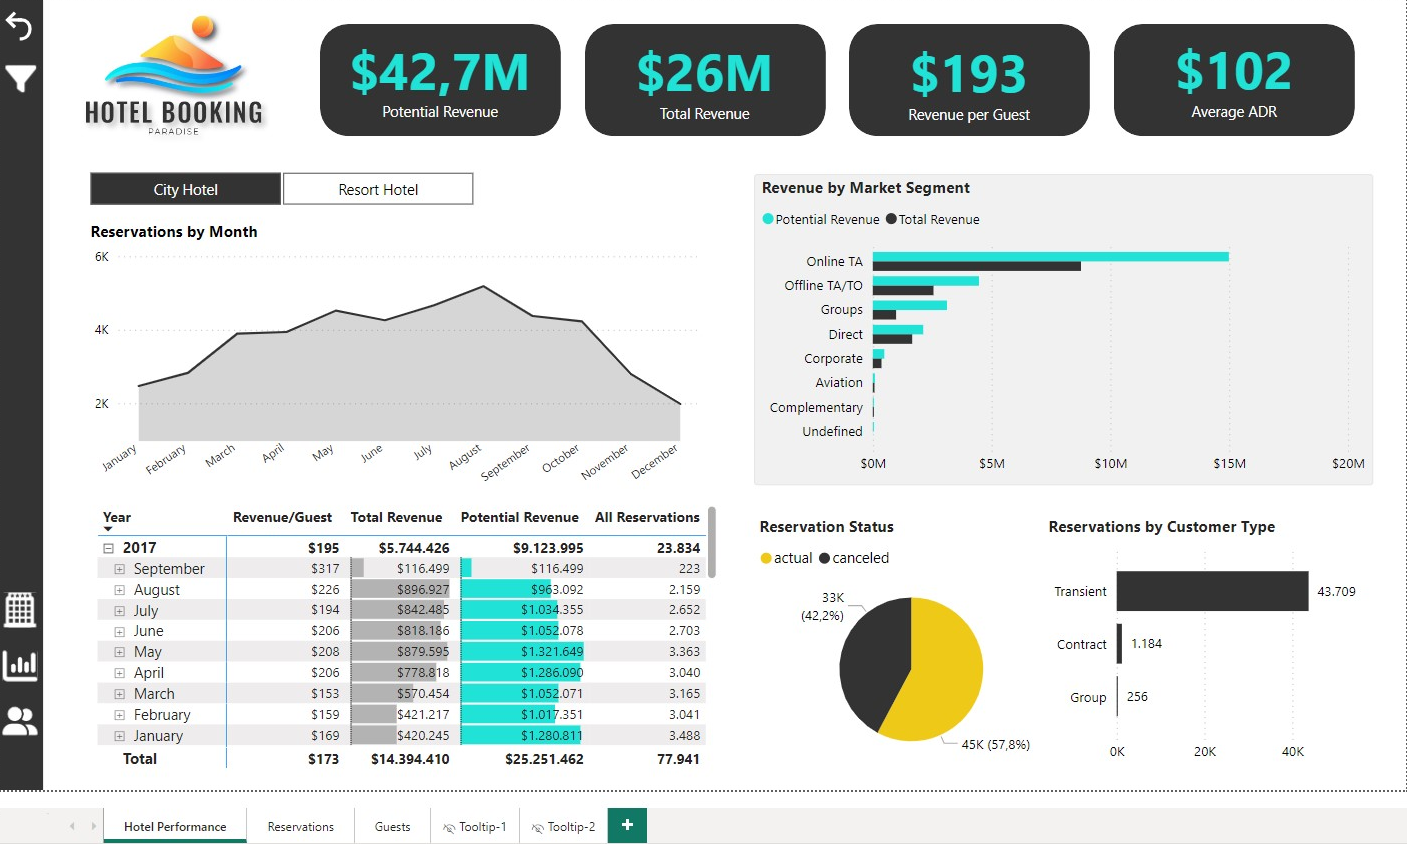 HOTEL BOOKING
PARADISE
$42,7M
Potential Revenue
$26M
Total Revenue
$193
Revenue per Guest
$102
Average ADR
City Hotel
Resort Hotel
Reservations by Month
6K
4K
2K
January
February
March
April
May
June
July
August
September
October
November
December
Revenue by Market Segment
Potential Revenue Total Revenue
Online TA
Offline TA/TO
Groups
Direct
Corporate
Aviation
Complementary
Undefined
$0M $5M $10M $15M $20M
Year Revenue/Guest Total Revenue Potential Revenue All Reservations
2017 $195 $5.744.426 $9.123.995 23.834
September $317 $116.499 $116.499 223
August $226 $896.927 $963.092 2.159
July $194 $842.485 $1.034.355 2.652
June $206 $818.186 $1.052.078 2.703
May $208 $879.595 $1.321.649 3.363
April $206 $778.818 $1.286.090 3.040
March $153 $570.454 $1.052.071 3.165
February $159 $421.217 $1.017.351 3.041
January $169 $420.245 $1.280.811 3.488
Total $173 $14.394.410 $25.251.462 77.941
Reservation Status
actual canceled
33K
(42,2%)
45K (57,8%)
Reservations by Customer Type
Transient 43.709
Contract 1.184
Group 256
0K 20K 40K
Hotel Performance
Reservations
Guests
Tooltip-1
Tooltip-2
+